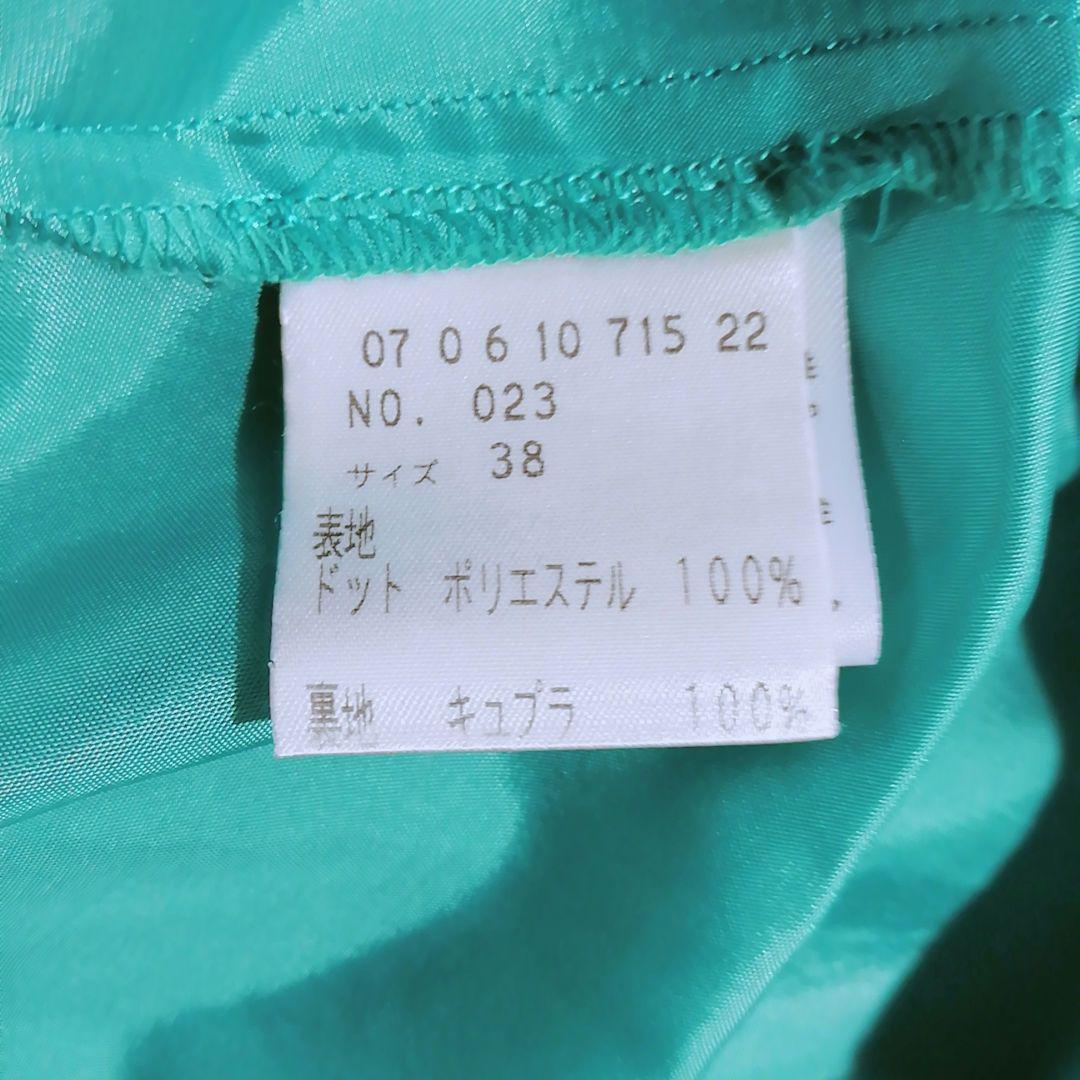 07 0 6 10 715 22
NO. 023
サイズ 38
表地
ドット ポリエステル 100%
裏地 キュプラ 100%